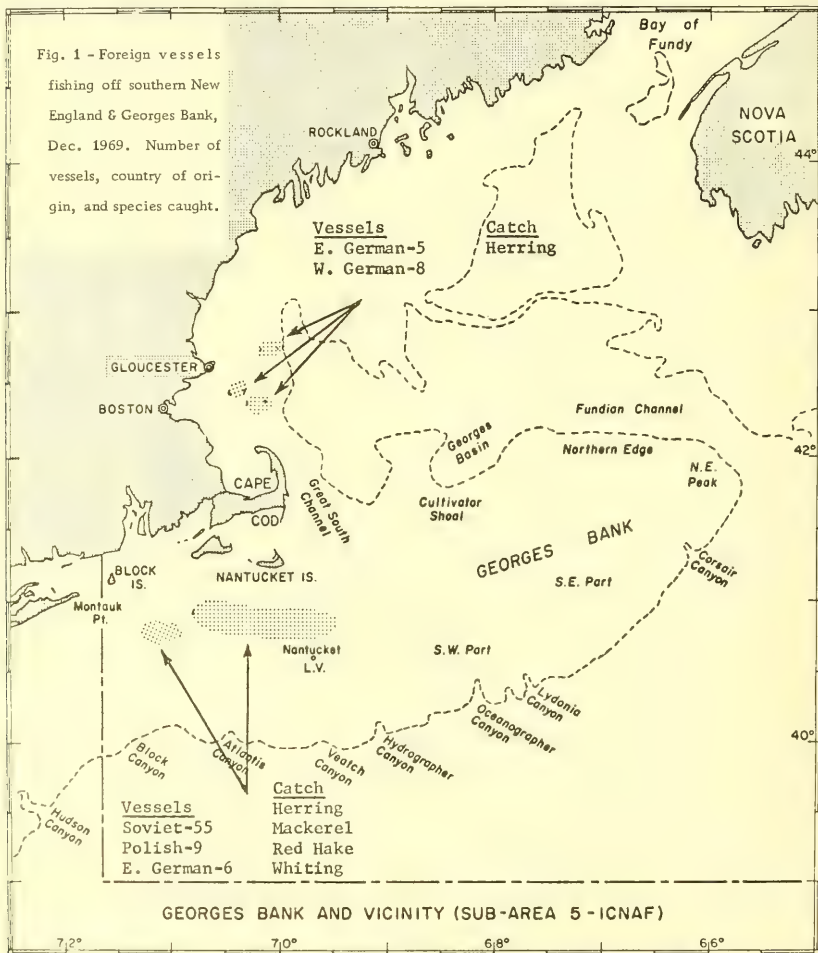 Fig. 1 - Foreign vessels
fishing off southern New
England & Georges Bank,
Dec. 1969. Number of
vessels, country of ori-
gin, and species caught.
Bay of
Fundy
NOVA
SCOTIA
ROCKLAND
44°
Vessels
E. German-5
W. German-8
Catch
Herring
GLOUCESTER
BOSTON
Fundian Channel
Georges
Basin
Northern Edge
42°
N.E.
Peak
CAPE
COD
Great South
Channel
Cultivator
Shoal
GEORGES BANK
Corsair
Canyon
BLOCK
IS.
NANTUCKET IS.
S.E. Part
Montauk
Pt.
Nantucket
L.V.
S.W. Part
Lydonia
Canyon
Oceanographer
Canyon
Hydrographer
Canyon
Veatch
Canyon
Atlantis
Canyon
Block
Canyon
Hudson
Canyon
40°
Vessels
Soviet-55
Polish-9
E. German-6
Catch
Herring
Mackerel
Red Hake
Whiting
GEORGES BANK AND VICINITY (SUB-AREA 5-ICNAF)
72°
70°
68°
66°